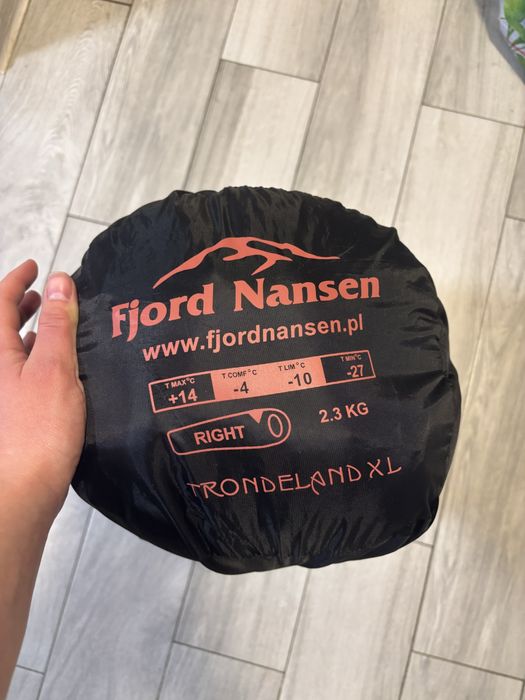 Fjord Nansen
www.fjordnansen.pl
T MAX °C T.COMF °C T LIM °C T MIN °C
+14 -4 -10 -27
RIGHT 2.3 KG
TRONDELAND XL